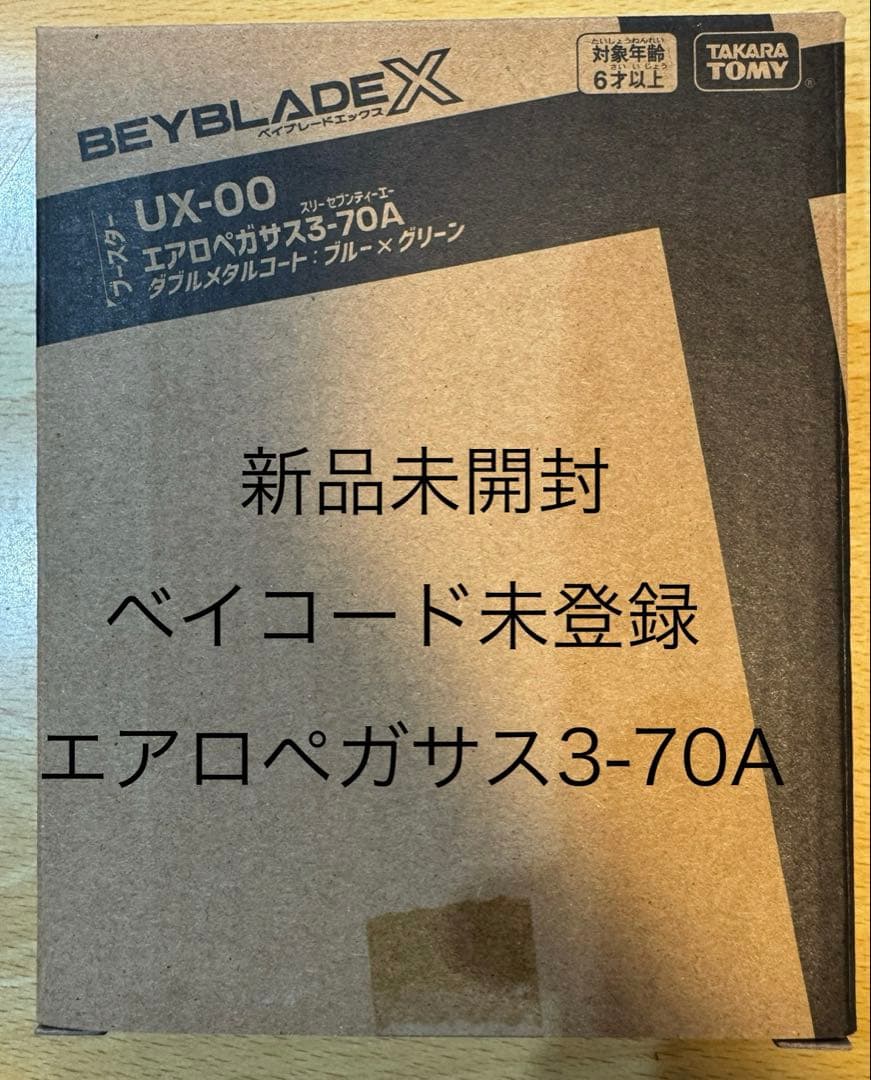 たいしょうねんれい
対象年齢
さいいじょう
6才以上
TAKARA
TOMY
®
BEYBLADE X
ベイブレードエックス
ブースター
UX-00
スリーセブンティーエー
エアロペガサス3-70A
ダブルメタルコート:ブルー×グリーン
新品未開封
ベイコード未登録
エアロペガサス3-70A